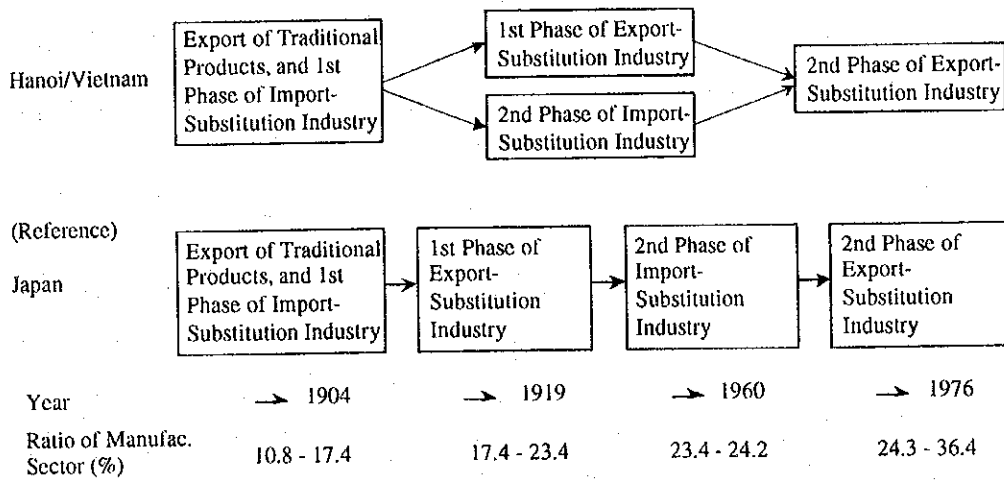 Hanoi/Vietnam
Export of Traditional
Products, and 1st
Phase of Import-
Substitution Industry
1st Phase of Export-
Substitution Industry
2nd Phase of Import-
Substitution Industry
2nd Phase of Export-
Substitution Industry
(Reference)
Japan
Export of Traditional
Products, and 1st
Phase of Import-
Substitution Industry
1st Phase of
Export-
Substitution
Industry
2nd Phase of
Import-
Substitution
Industry
2nd Phase of
Export-
Substitution
Industry
Year → 1904 → 1919 → 1960 → 1976
Ratio of Manufac.
Sector (%) 10.8 - 17.4 17.4 - 23.4 23.4 - 24.2 24.3 - 36.4